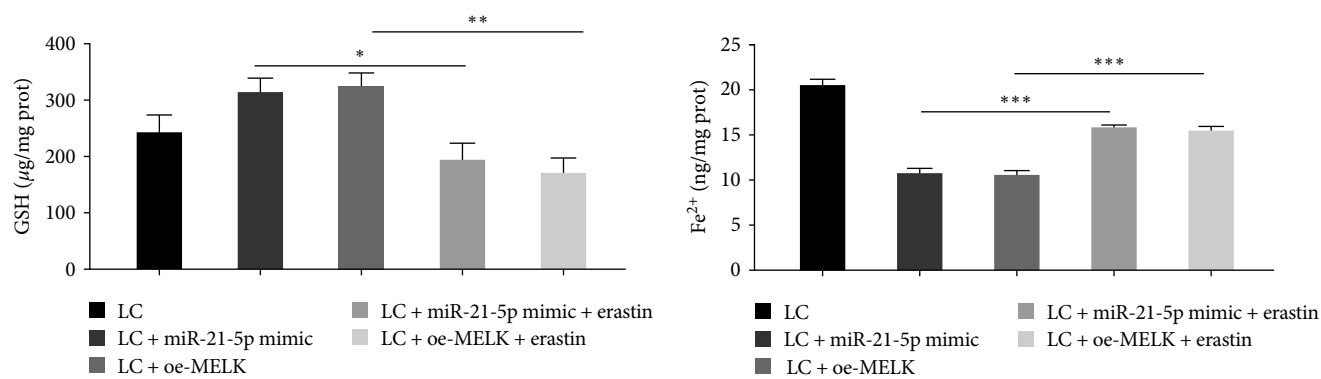 GSH (μg/mg prot)
400
300
200
100
0
*
**
LC
LC + miR-21-5p mimic
LC + oe-MELK
LC + miR-21-5p mimic + erastin
LC + oe-MELK + erastin
Fe²⁺ (ng/mg prot)
25
20
15
10
5
0
***
***
LC
LC + miR-21-5p mimic
LC + oe-MELK
LC + miR-21-5p mimic + erastin
LC + oe-MELK + erastin